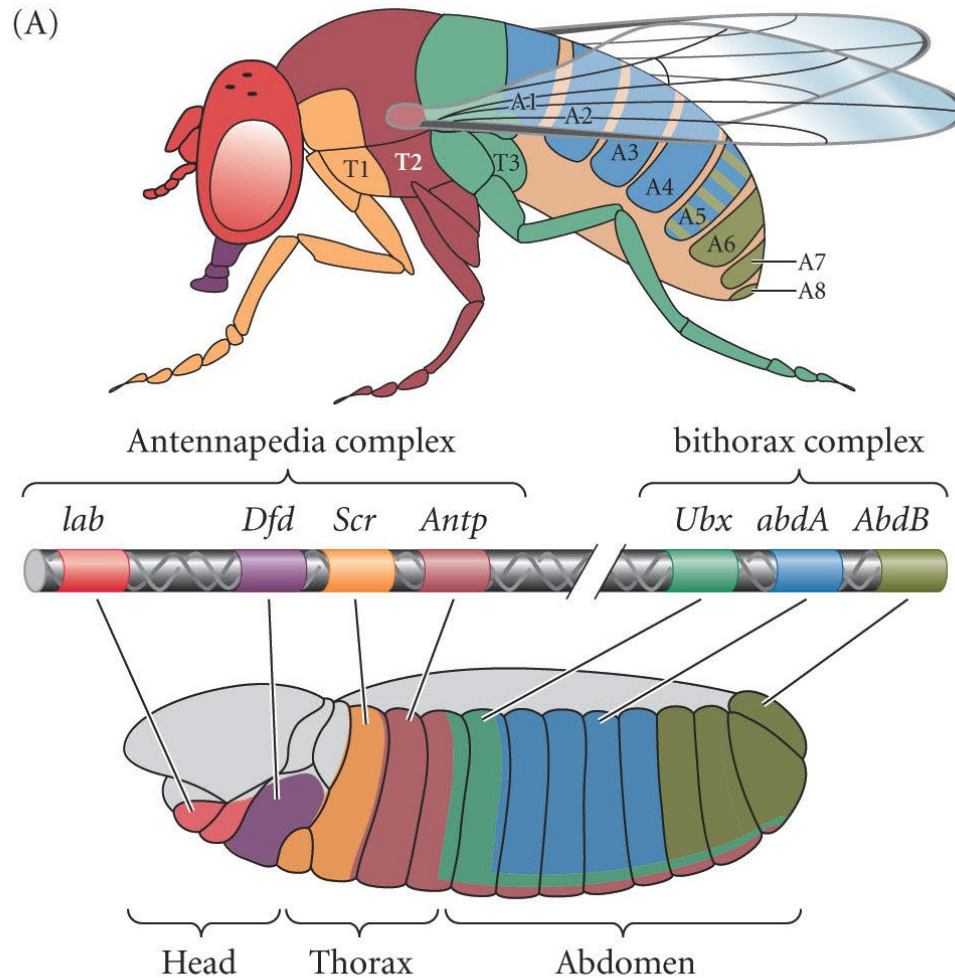 (A)
T1
T2
T3
A1
A2
A3
A4
A5
A6
A7
A8
Antennapedia complex
bithorax complex
lab Dfd Scr Antp Ubx abdA AbdB
Head Thorax Abdomen